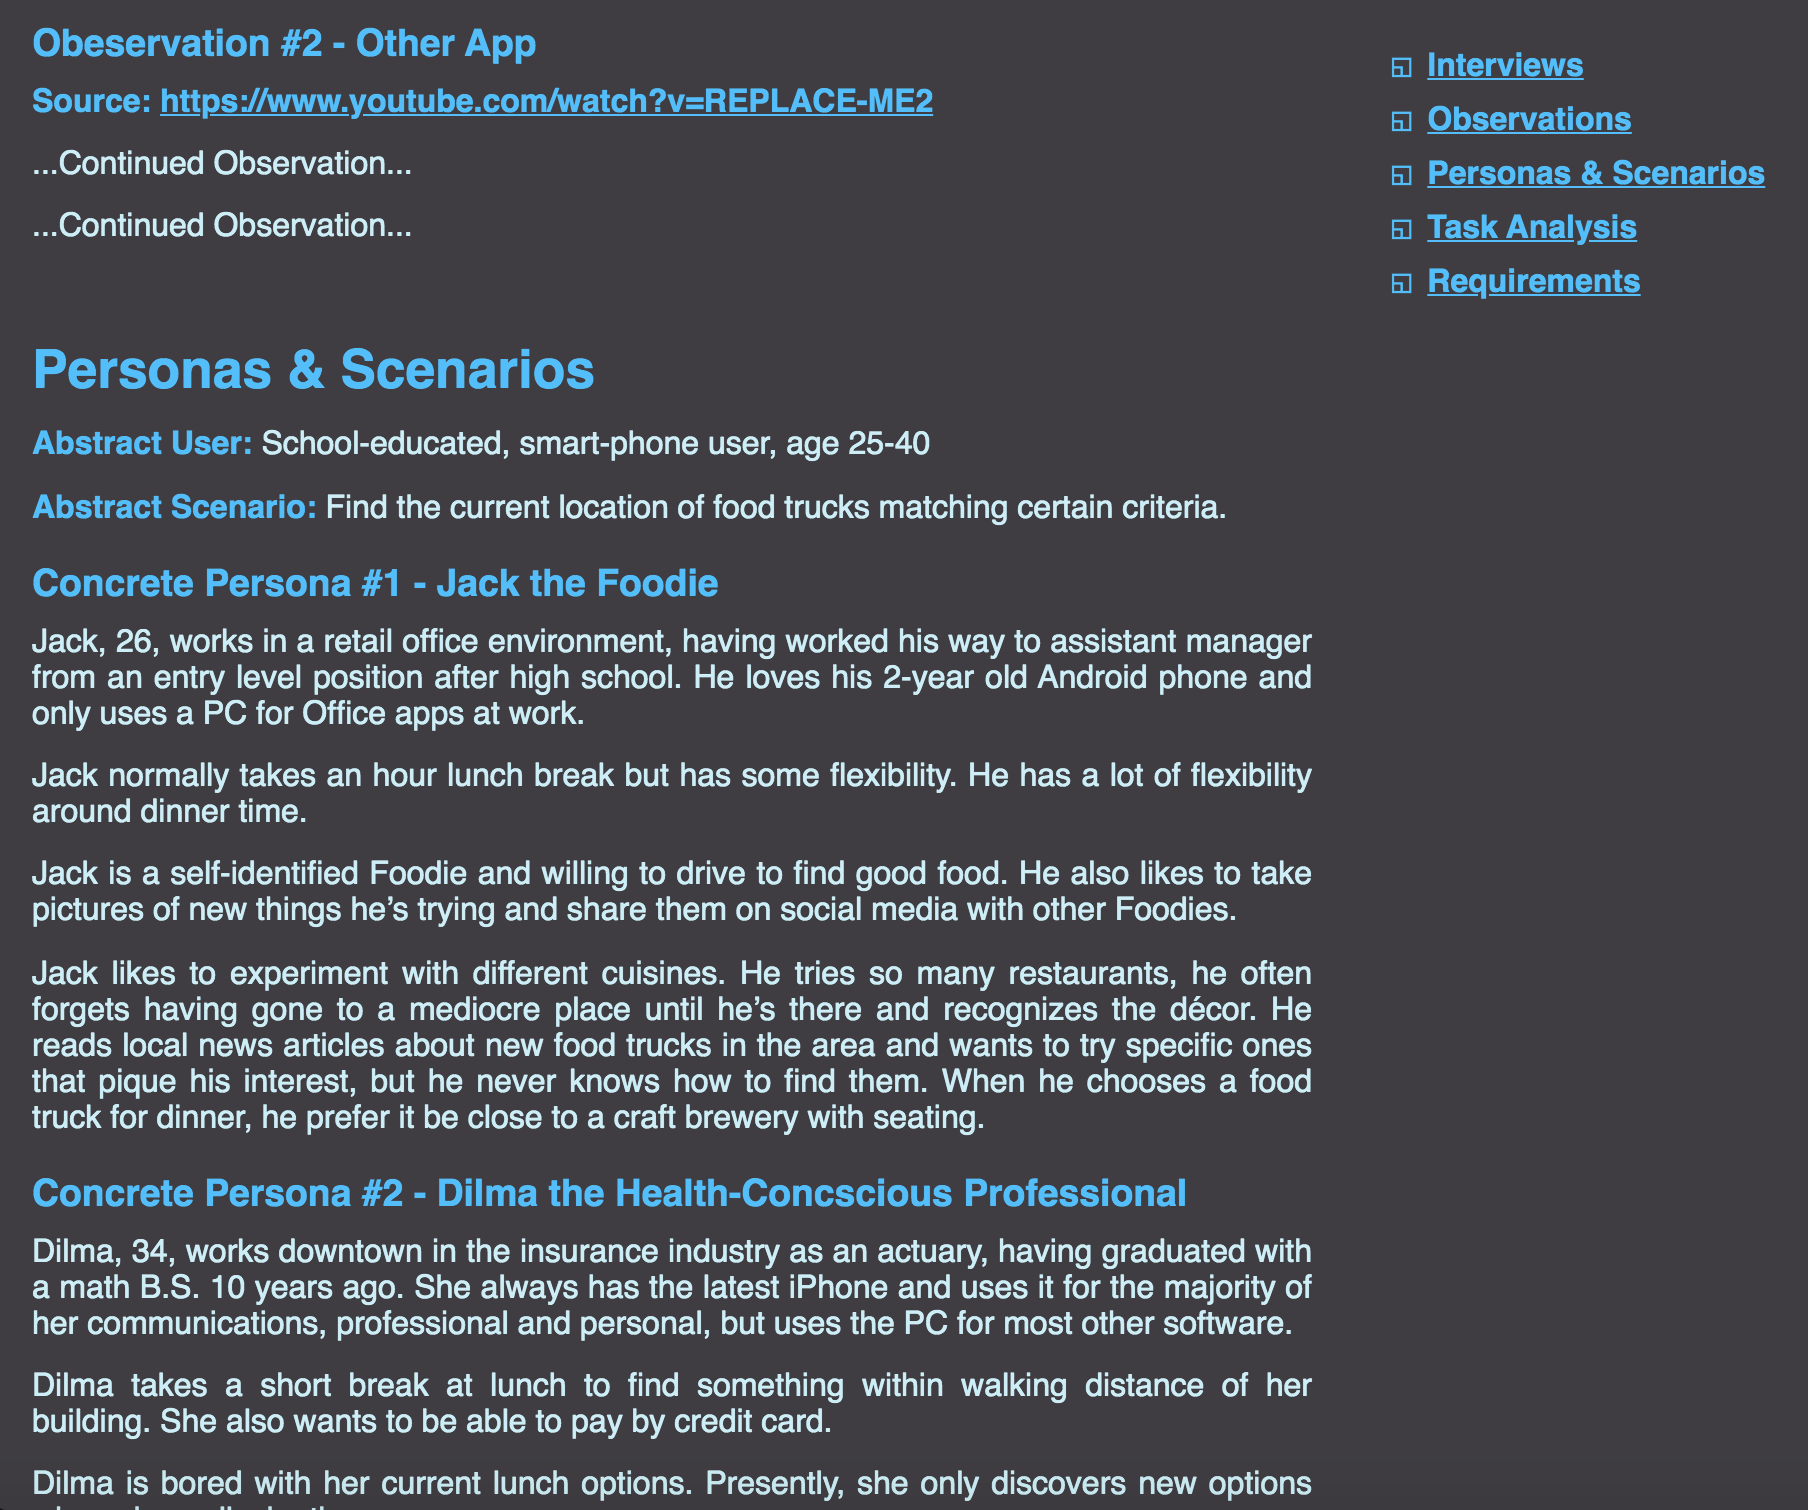 Obeservation #2 - Other App
Source: https://www.youtube.com/watch?v=REPLACE-ME2
...Continued Observation...
...Continued Observation...
Interviews
Observations
Personas & Scenarios
Task Analysis
Requirements
Personas & Scenarios
Abstract User: School-educated, smart-phone user, age 25-40
Abstract Scenario: Find the current location of food trucks matching certain criteria.
Concrete Persona #1 - Jack the Foodie
Jack, 26, works in a retail office environment, having worked his way to assistant manager
from an entry level position after high school. He loves his 2-year old Android phone and
only uses a PC for Office apps at work.
Jack normally takes an hour lunch break but has some flexibility. He has a lot of flexibility
around dinner time.
Jack is a self-identified Foodie and willing to drive to find good food. He also likes to take
pictures of new things he’s trying and share them on social media with other Foodies.
Jack likes to experiment with different cuisines. He tries so many restaurants, he often
forgets having gone to a mediocre place until he’s there and recognizes the décor. He
reads local news articles about new food trucks in the area and wants to try specific ones
that pique his interest, but he never knows how to find them. When he chooses a food
truck for dinner, he prefer it be close to a craft brewery with seating.
Concrete Persona #2 - Dilma the Health-Concscious Professional
Dilma, 34, works downtown in the insurance industry as an actuary, having graduated with
a math B.S. 10 years ago. She always has the latest iPhone and uses it for the majority of
her communications, professional and personal, but uses the PC for most other software.
Dilma takes a short break at lunch to find something within walking distance of her
building. She also wants to be able to pay by credit card.
Dilma is bored with her current lunch options. Presently, she only discovers new options